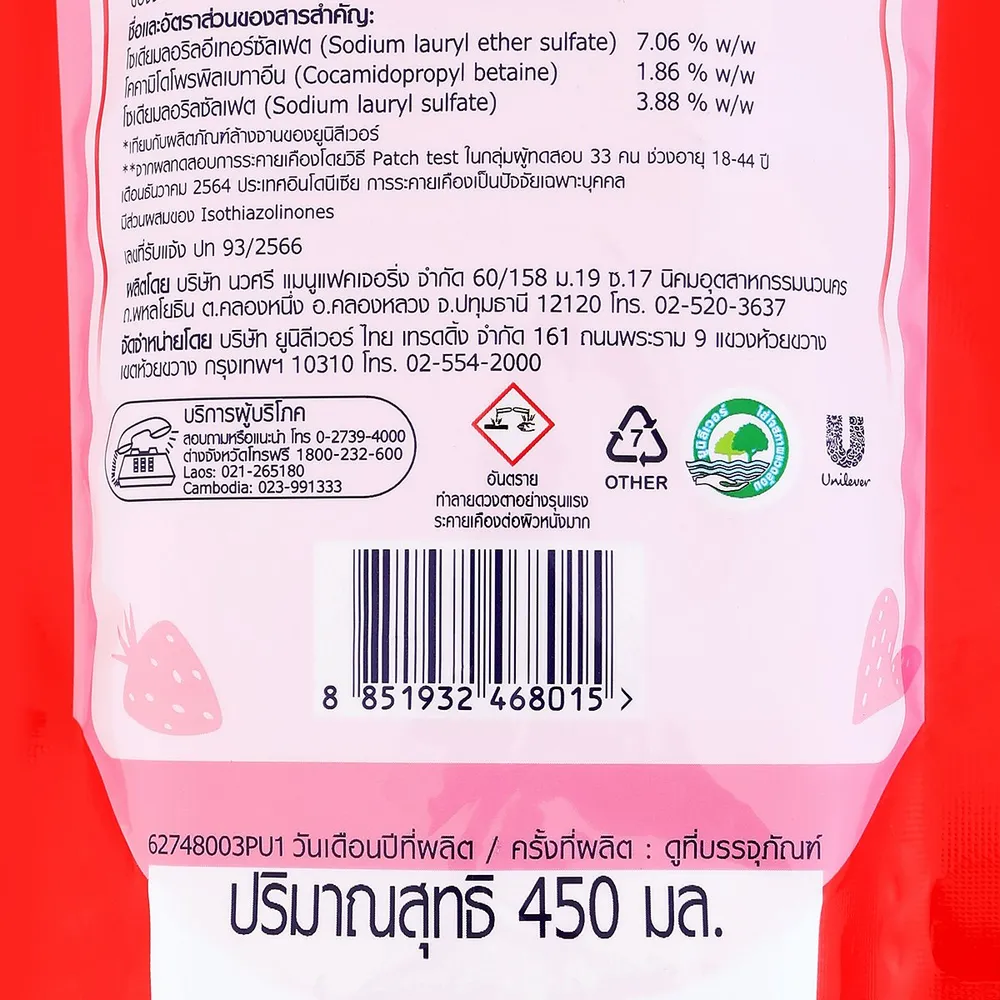 ชื่อและอัตราส่วนของสารสำคัญ:
โซเดียมลอริลอีเทอร์ซัลเฟต (Sodium lauryl ether sulfate) 7.06 % w/w
โคคามิโดโพรพิลเบทาอีน (Cocamidopropyl betaine) 1.86 % w/w
โซเดียมลอริลซัลเฟต (Sodium lauryl sulfate) 3.88 % w/w
*เทียบกับผลิตภัณฑ์ล้างจานของยูนิลีเวอร์
**จากผลทดสอบการระคายเคืองโดยวิธี Patch test ในกลุ่มผู้ทดสอบ 33 คน ช่วงอายุ 18-44 ปี
เดือนธันวาคม 2564 ประเทศอินโดนีเซีย การระคายเคืองเป็นปัจจัยเฉพาะบุคคล
มีส่วนผสมของ Isothiazolinones
เลขที่รับแจ้ง ปท 93/2566
ผลิตโดย บริษัท นวศรี แมนูแฟคเจอริ่ง จำกัด 60/158 ม.19 ซ.17 นิคมอุตสาหกรรมนวนคร
ถ.พหลโยธิน ต.คลองหนึ่ง อ.คลองหลวง จ.ปทุมธานี 12120 โทร. 02-520-3637
จัดจำหน่ายโดย บริษัท ยูนิลีเวอร์ ไทย เทรดดิ้ง จำกัด 161 ถนนพระราม 9 แขวงห้วยขวาง
เขตห้วยขวาง กรุงเทพฯ 10310 โทร. 02-554-2000
บริการผู้บริโภค
สอบถามหรือแนะนำ โทร 0-2739-4000
ต่างจังหวัดโทรฟรี 1800-232-600
Laos: 021-265180
Cambodia: 023-991333
อันตราย
ทำลายดวงตาอย่างรุนแรง
ระคายเคืองต่อผิวหนังมาก
7
OTHER
ยูนิลีเวอร์ ใส่ใจสภาพแวดล้อม
Unilever
8 851932 468015 >
62748003PU1 วันเดือนปีที่ผลิต / ครั้งที่ผลิต : ดูที่บรรจุภัณฑ์
ปริมาณสุทธิ 450 มล.